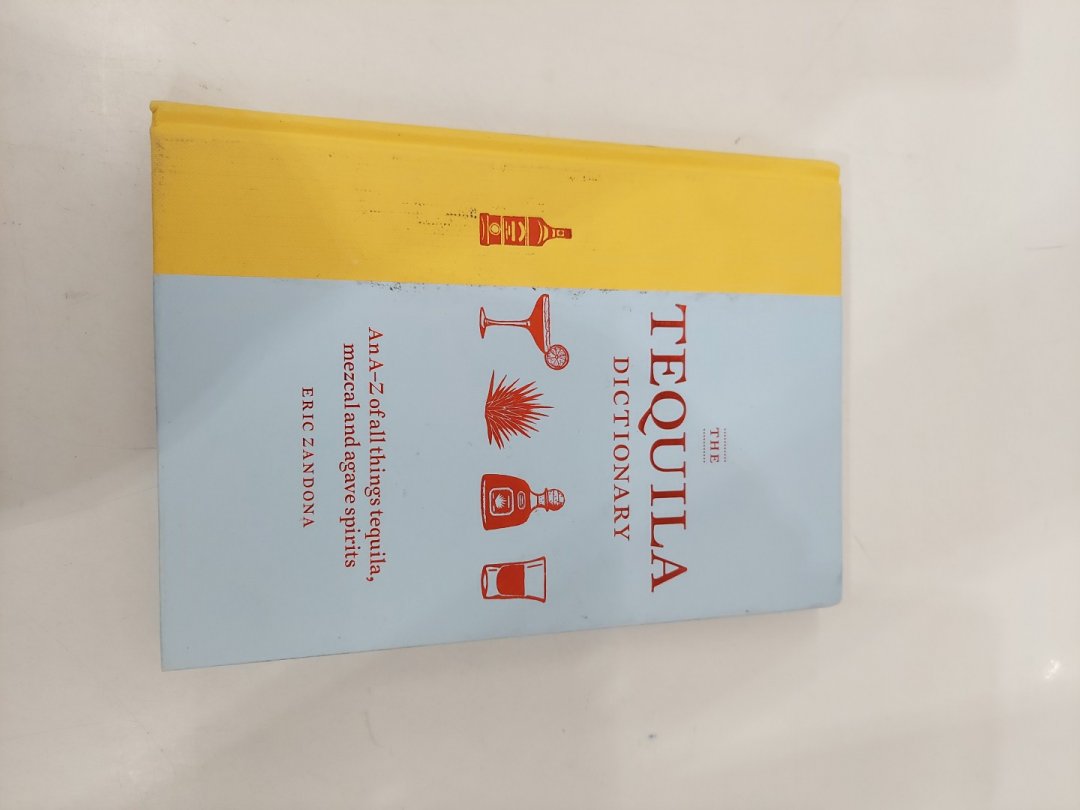 THE
TEQUILA
DICTIONARY
An A–Z of all things tequila,
mezcal and agave spirits
ERIC ZANDONA